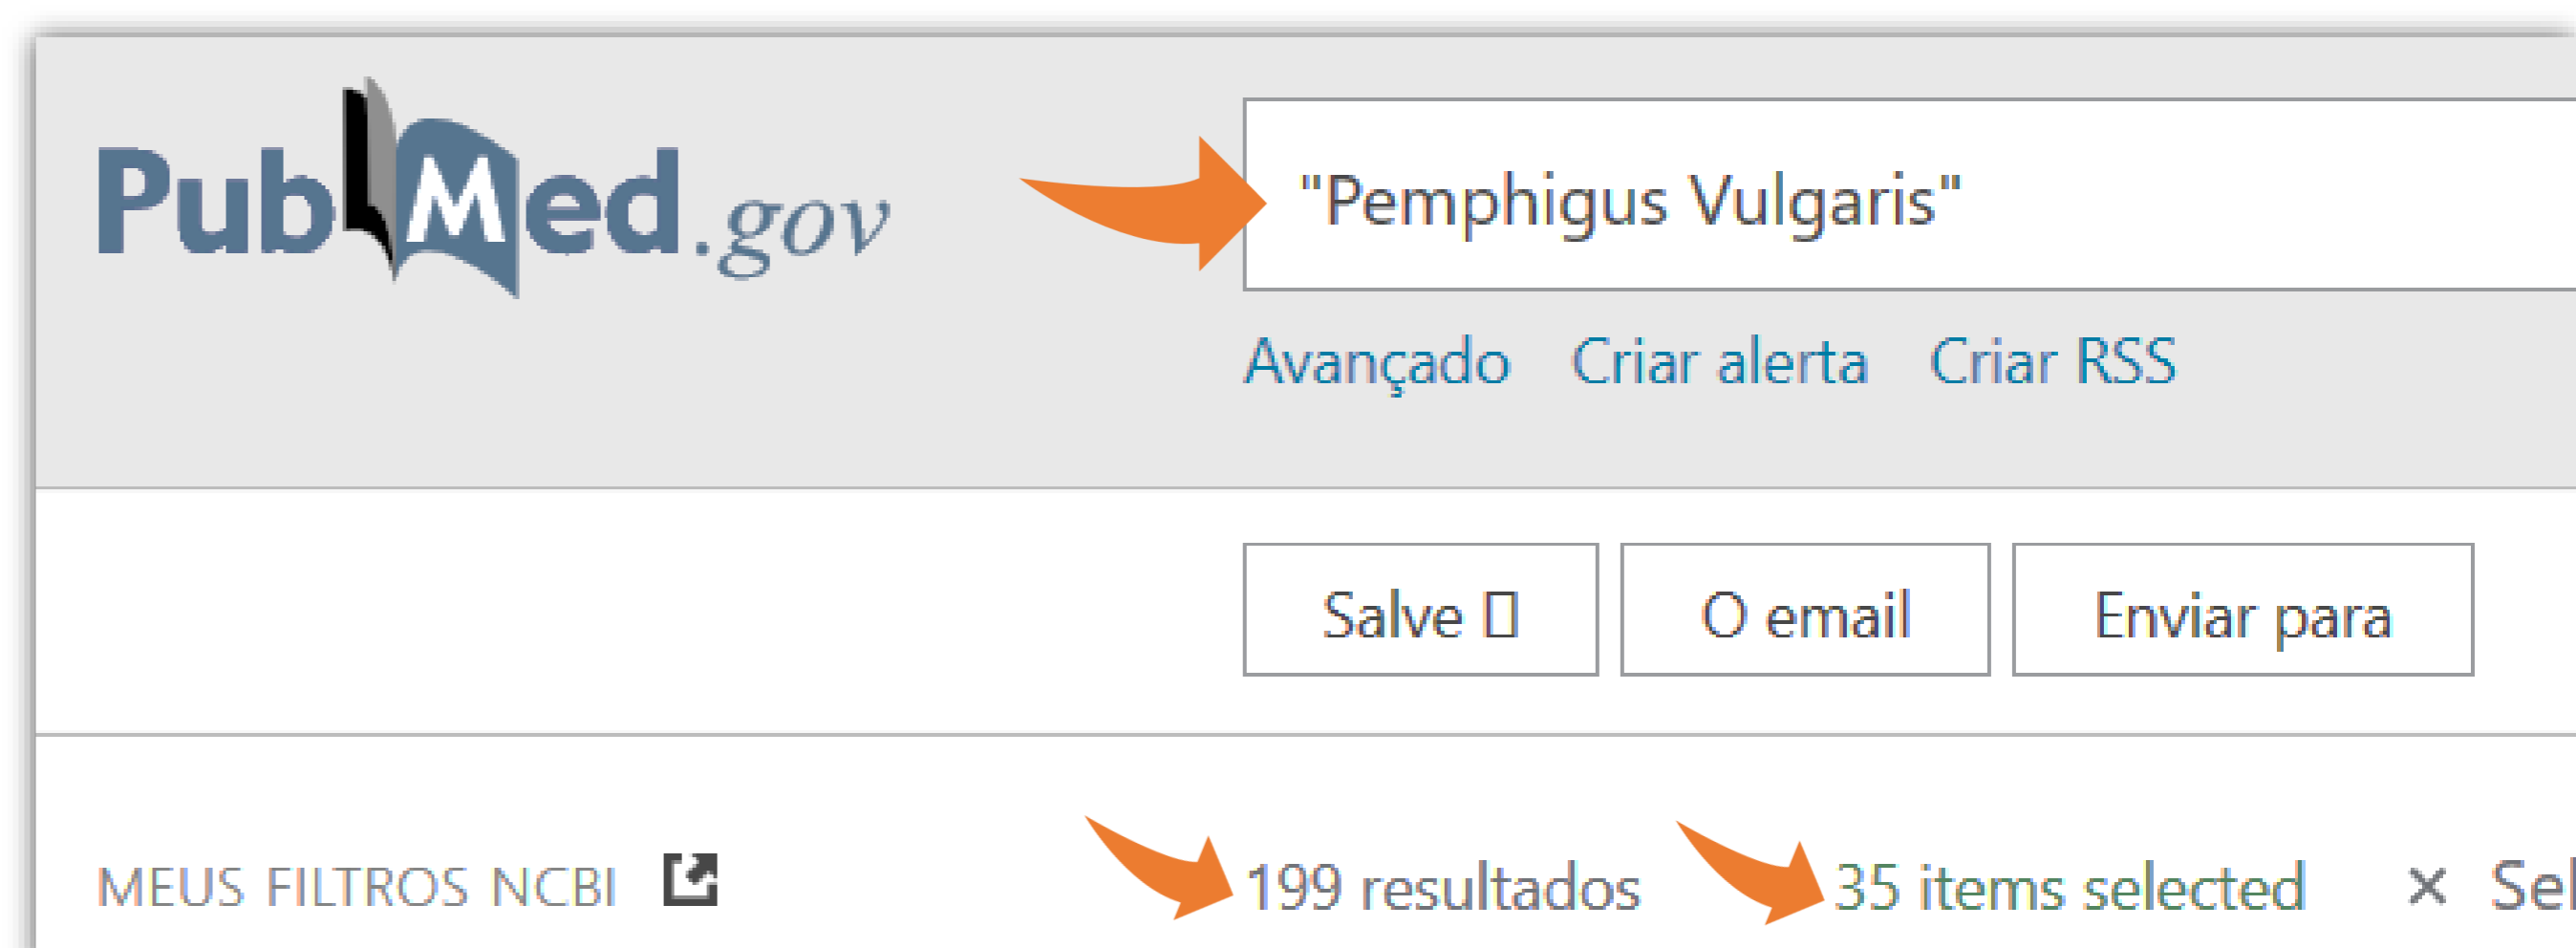 PubMed.gov
"Pemphigus Vulgaris"
Avançado Criar alerta Criar RSS
Salve O email Enviar para
MEUS FILTROS NCBI 199 resultados 35 items selected × Sel